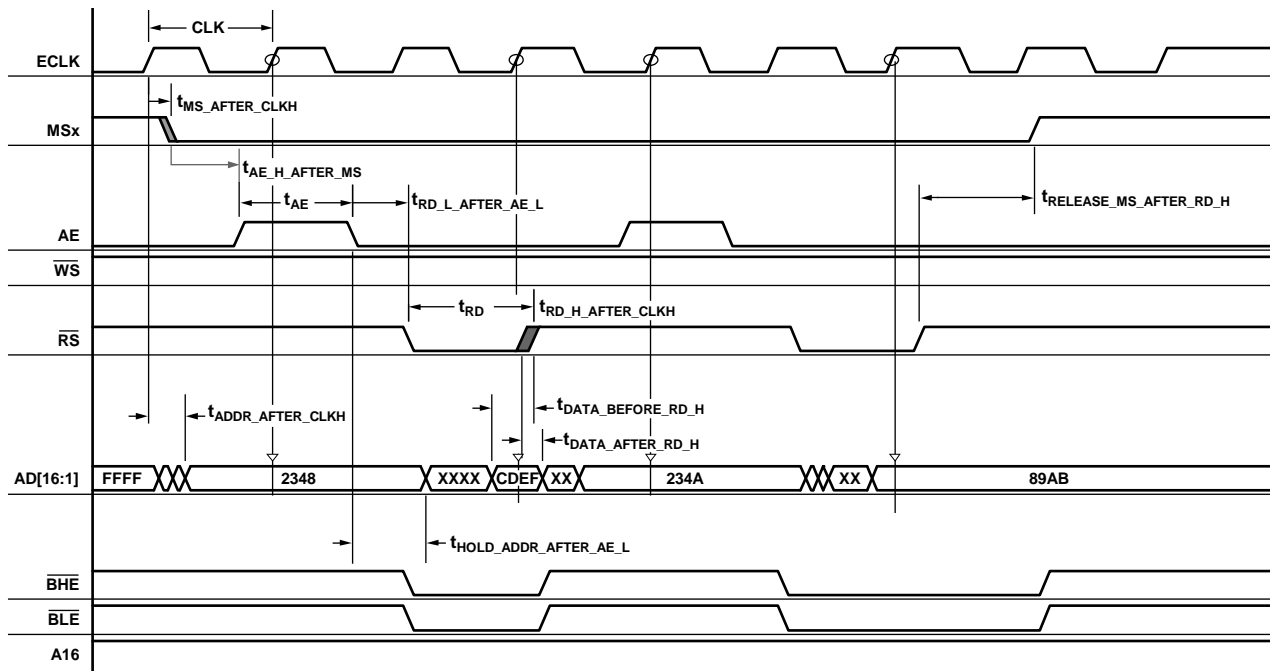 CLK
ECLK
tMS_AFTER_CLKH
MSx
tAE_H_AFTER_MS
tAE
tRD_L_AFTER_AE_L
tRELEASE_MS_AFTER_RD_H
AE
WS
tRD
tRD_H_AFTER_CLKH
RS
tADDR_AFTER_CLKH
tDATA_BEFORE_RD_H
tDATA_AFTER_RD_H
AD[16:1] FFFF 2348 XXXX CDEF XX 234A XX 89AB
tHOLD_ADDR_AFTER_AE_L
BHE
BLE
A16